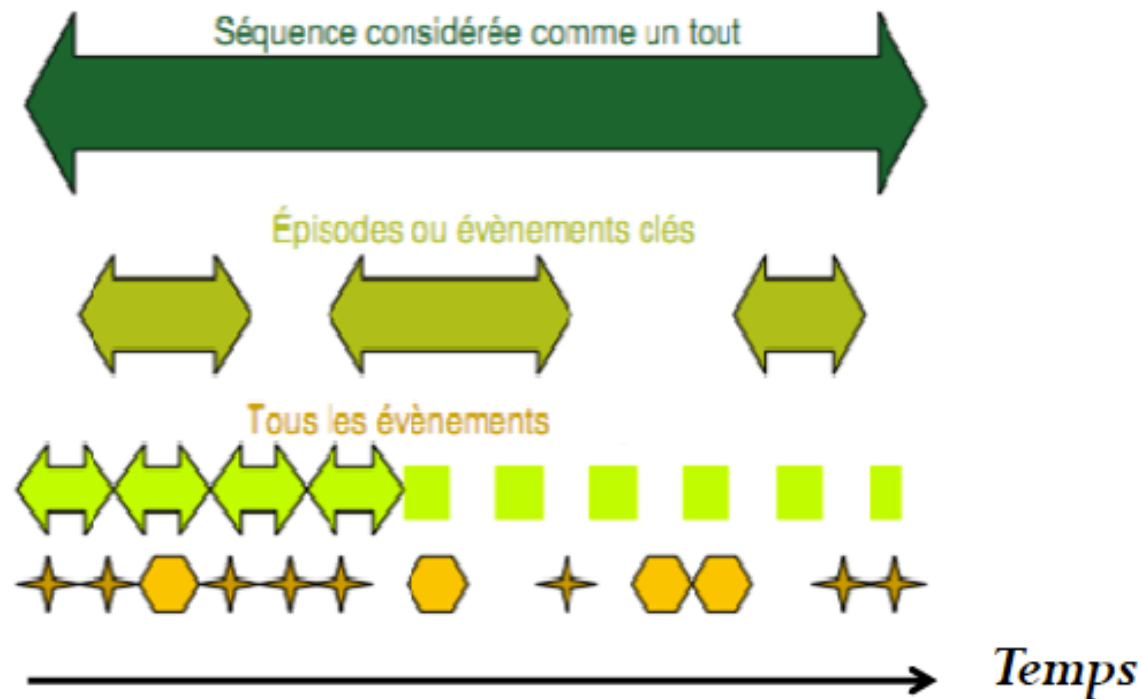 Séquence considérée comme un tout
Épisodes ou évènements clés
Tous les évènements
Temps